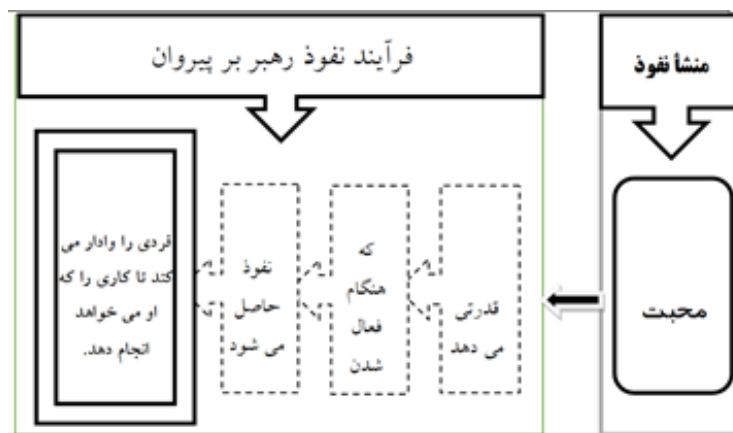 منشأ نفوذ
محبت
فرآیند نفوذ رهبر بر پیروان
قدرتی
می دهد
که
هنگام
فعال
شدن
نفوذ
حاصل
می شود
قردی را وادار می
کند تا کاری را که
او می خواهد
انجام دهد.